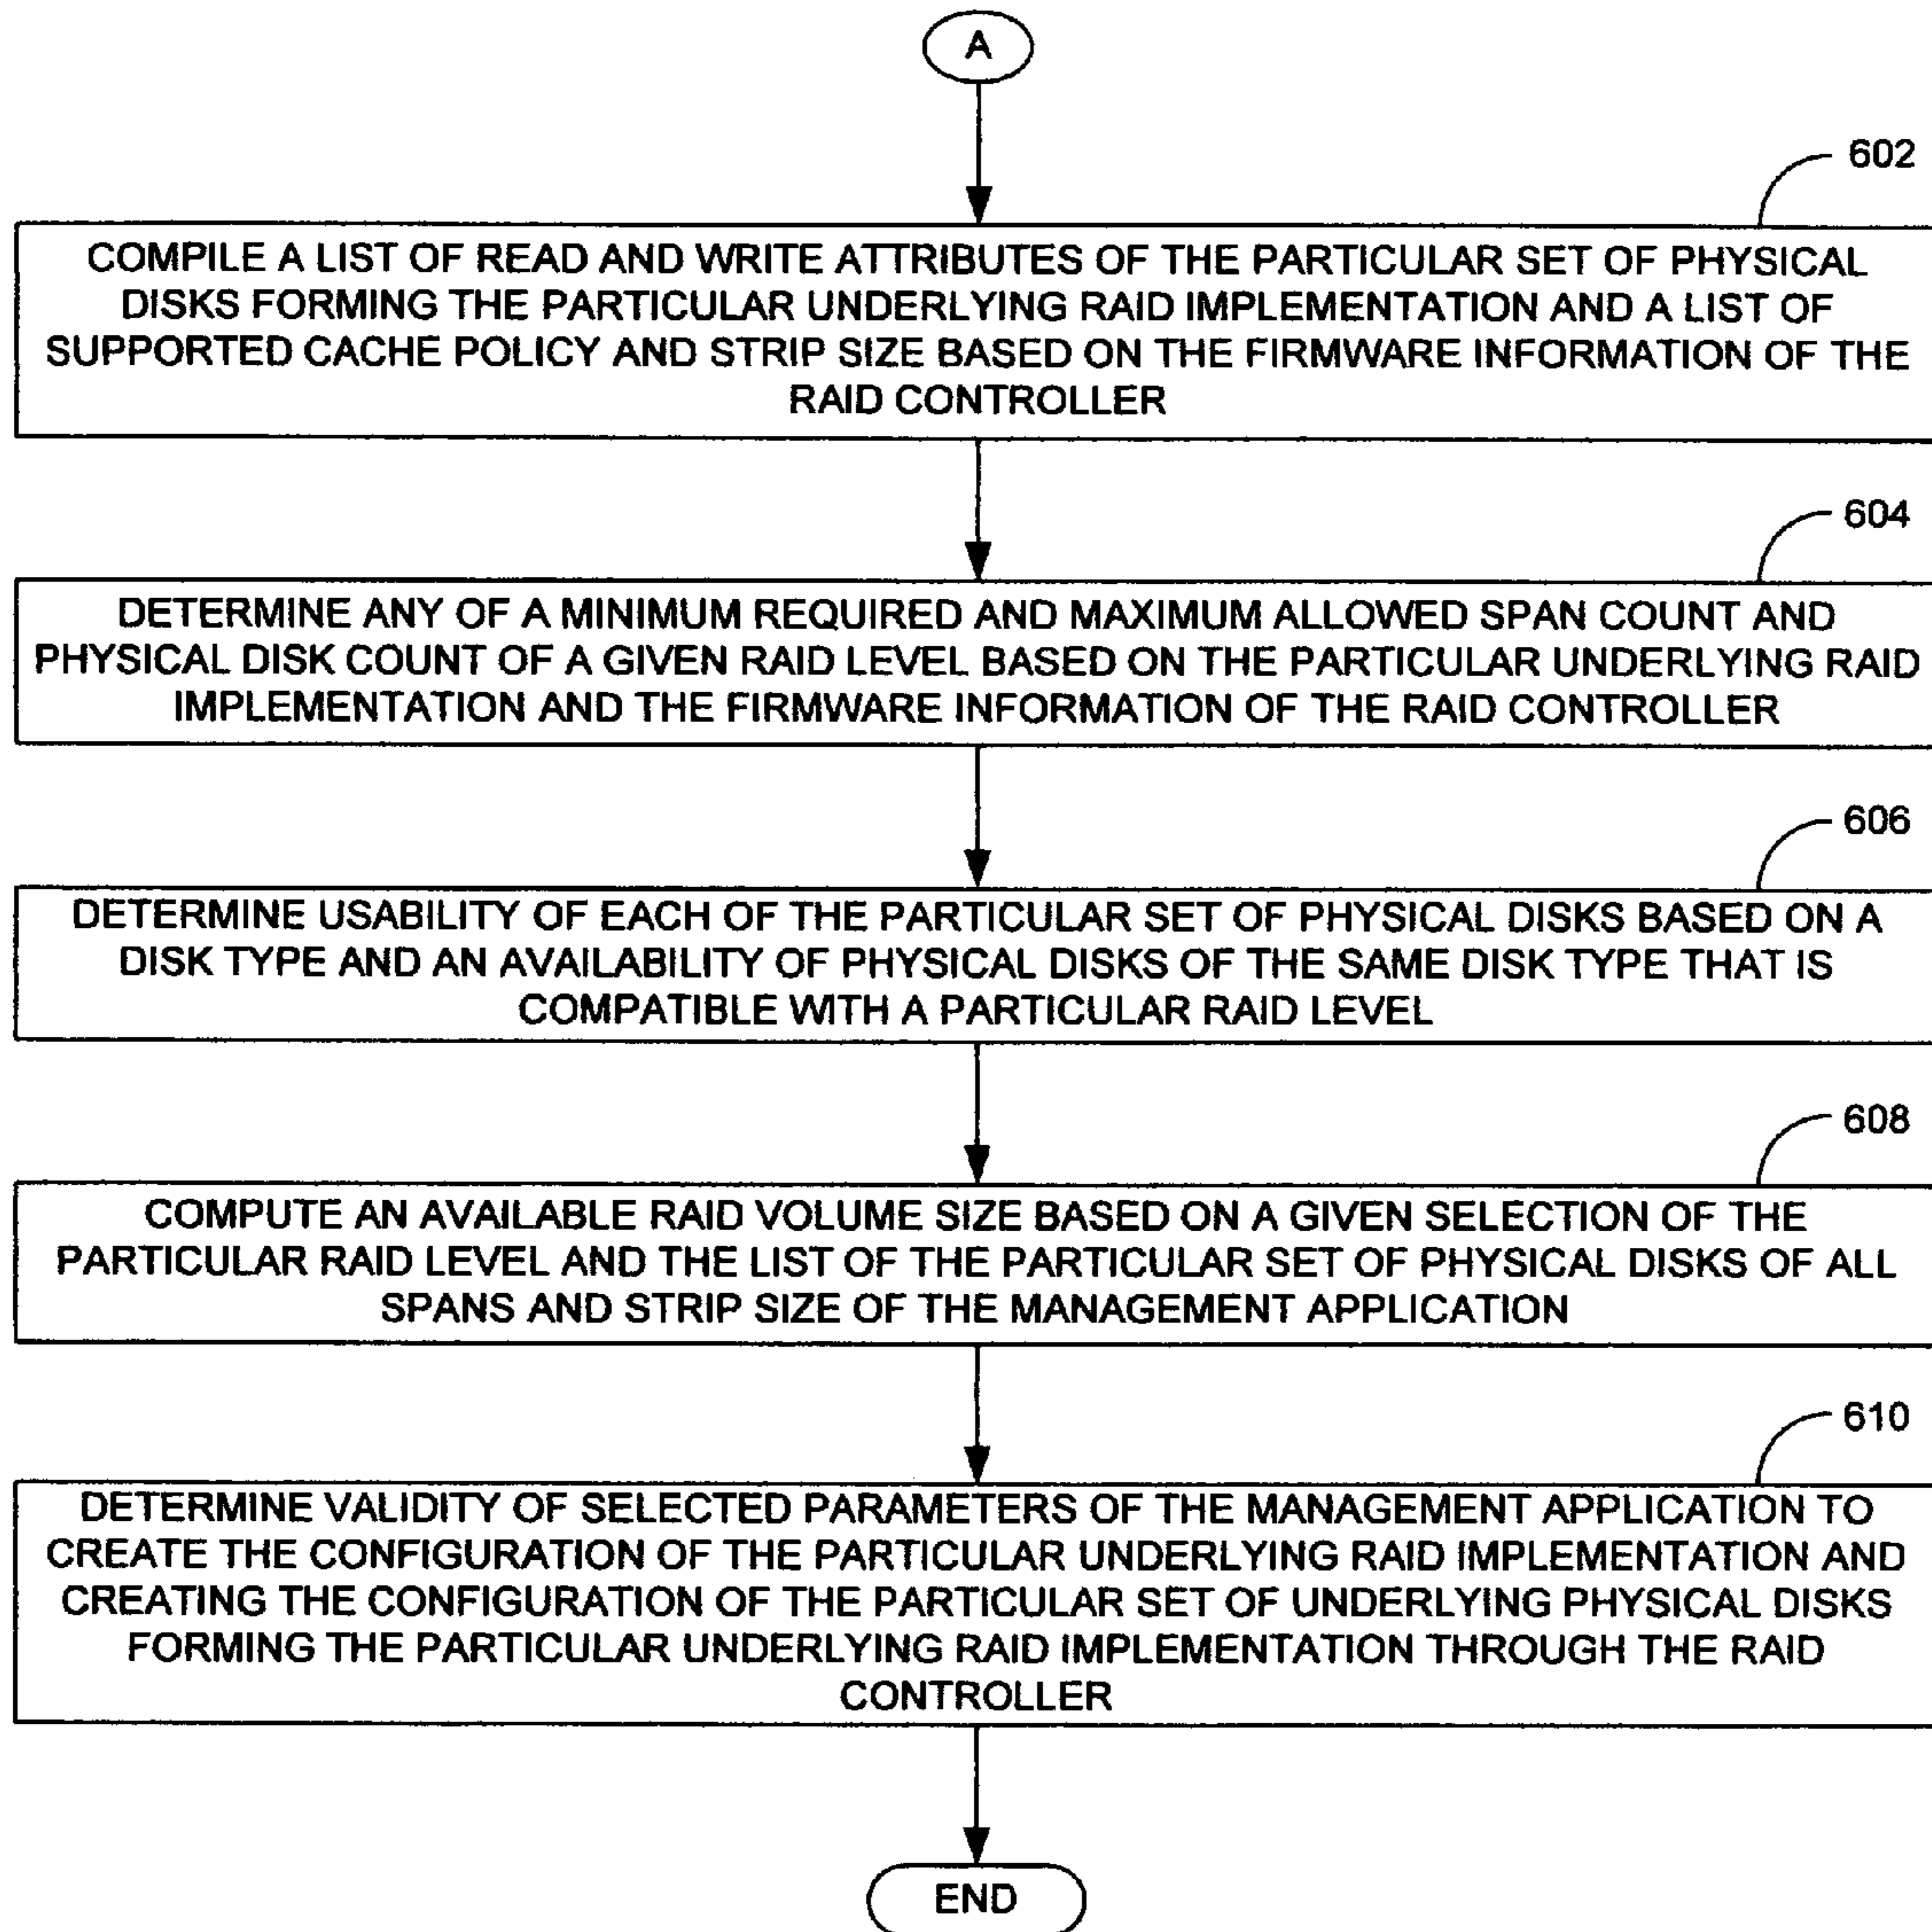 A
602
COMPILE A LIST OF READ AND WRITE ATTRIBUTES OF THE PARTICULAR SET OF PHYSICAL
DISKS FORMING THE PARTICULAR UNDERLYING RAID IMPLEMENTATION AND A LIST OF
SUPPORTED CACHE POLICY AND STRIP SIZE BASED ON THE FIRMWARE INFORMATION OF THE
RAID CONTROLLER
604
DETERMINE ANY OF A MINIMUM REQUIRED AND MAXIMUM ALLOWED SPAN COUNT AND
PHYSICAL DISK COUNT OF A GIVEN RAID LEVEL BASED ON THE PARTICULAR UNDERLYING RAID
IMPLEMENTATION AND THE FIRMWARE INFORMATION OF THE RAID CONTROLLER
606
DETERMINE USABILITY OF EACH OF THE PARTICULAR SET OF PHYSICAL DISKS BASED ON A
DISK TYPE AND AN AVAILABILITY OF PHYSICAL DISKS OF THE SAME DISK TYPE THAT IS
COMPATIBLE WITH A PARTICULAR RAID LEVEL
608
COMPUTE AN AVAILABLE RAID VOLUME SIZE BASED ON A GIVEN SELECTION OF THE
PARTICULAR RAID LEVEL AND THE LIST OF THE PARTICULAR SET OF PHYSICAL DISKS OF ALL
SPANS AND STRIP SIZE OF THE MANAGEMENT APPLICATION
610
DETERMINE VALIDITY OF SELECTED PARAMETERS OF THE MANAGEMENT APPLICATION TO
CREATE THE CONFIGURATION OF THE PARTICULAR UNDERLYING RAID IMPLEMENTATION AND
CREATING THE CONFIGURATION OF THE PARTICULAR SET OF UNDERLYING PHYSICAL DISKS
FORMING THE PARTICULAR UNDERLYING RAID IMPLEMENTATION THROUGH THE RAID
CONTROLLER
END